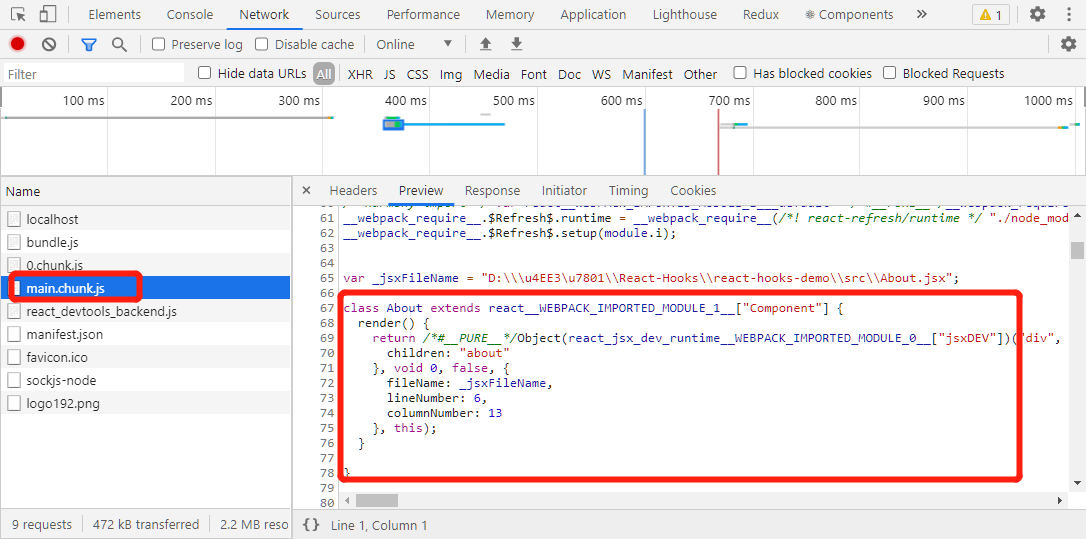 Elements Console Network Sources Performance Memory Application Lighthouse Redux Components 1
Preserve log Disable cache Online
Filter Hide data URLs All XHR JS CSS Img Media Font Doc WS Manifest Other Has blocked cookies Blocked Requests
100 ms 200 ms 300 ms 400 ms 500 ms 600 ms 700 ms 800 ms 900 ms 1000 ms
Name
localhost
bundle.js
0.chunk.js
main.chunk.js
react_devtools_backend.js
manifest.json
favicon.ico
sockjs-node
logo192.png
9 requests 472 kB transferred 2.2 MB reso
× Headers Preview Response Initiator Timing Cookies
61 __webpack_require__.$Refresh$.runtime = __webpack_require__(/*! react-refresh/runtime */ "./node_mod
62 __webpack_require__.$Refresh$.setup(module.i);
63
64
65 var _jsxFileName = "D:\\\u4EE3\u7801\\React-Hooks\\react-hooks-demo\\src\\About.jsx";
66
67 class About extends react__WEBPACK_IMPORTED_MODULE_1__["Component"] {
68 render() {
69 return /*#__PURE__*/Object(react_jsx_dev_runtime__WEBPACK_IMPORTED_MODULE_0__["jsxDEV"])("div",
70 children: "about"
71 }, void 0, false, {
72 fileName: _jsxFileName,
73 lineNumber: 6,
74 columnNumber: 13
75 }, this);
76 }
77
78 }
79
80
{} Line 1, Column 1